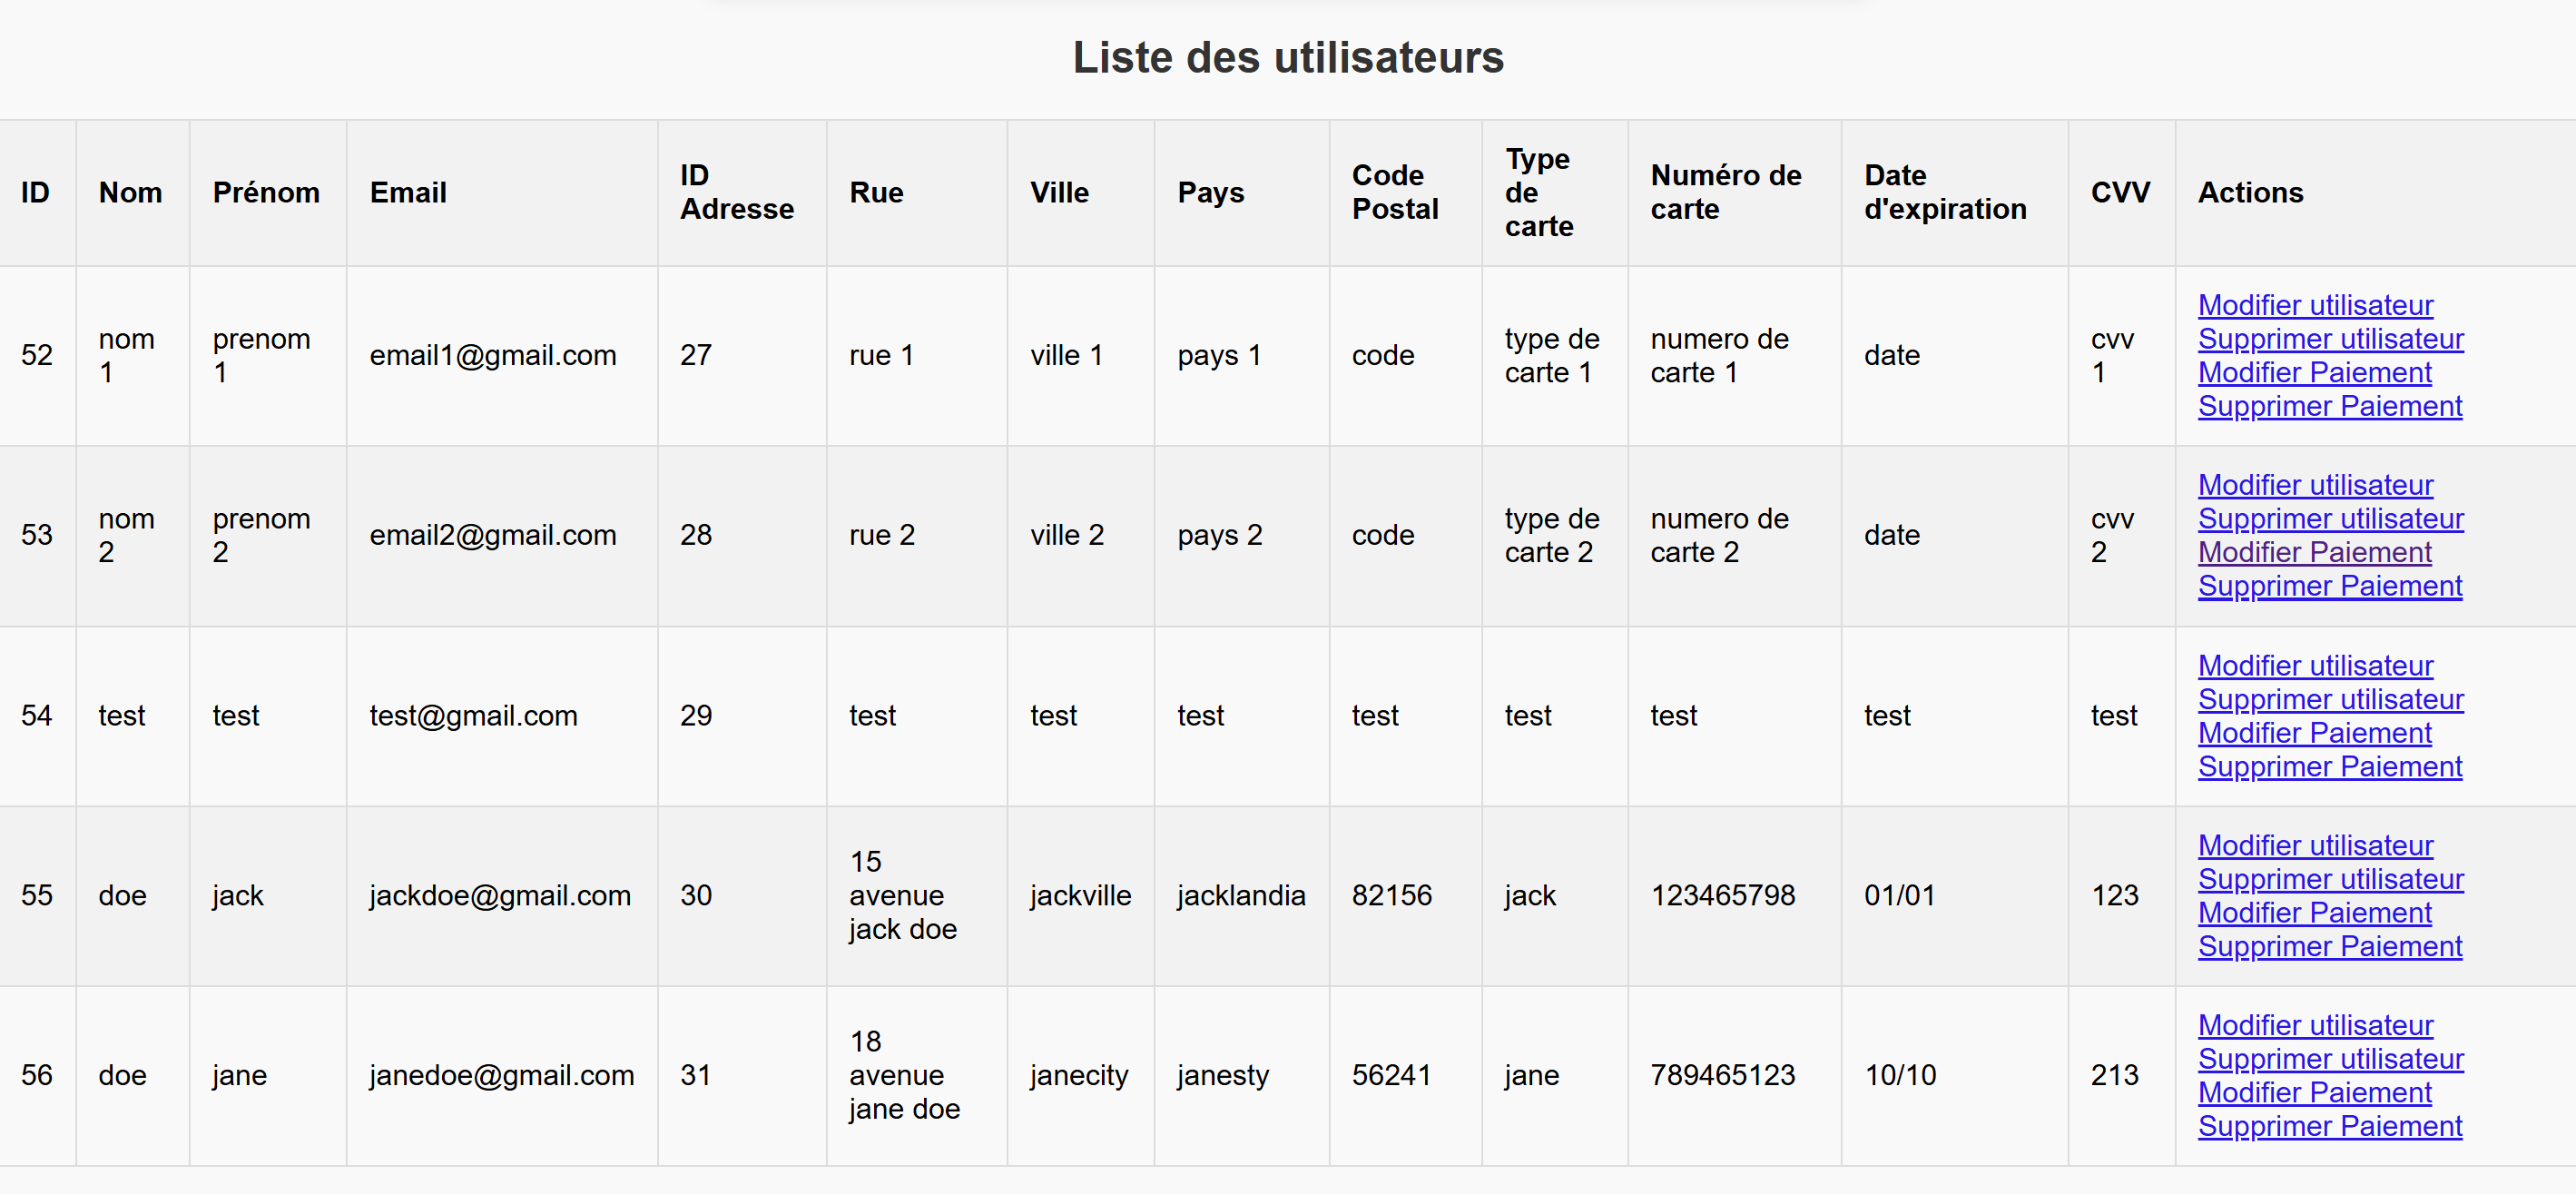 Liste des utilisateurs
ID Nom Prénom Email ID Adresse Rue Ville Pays Code Postal Type de carte Numéro de carte Date d'expiration CVV Actions
52 nom 1 prenom 1 email1@gmail.com 27 rue 1 ville 1 pays 1 code type de carte 1 numero de carte 1 date cvv 1 Modifier utilisateur
Supprimer utilisateur
Modifier Paiement
Supprimer Paiement
53 nom 2 prenom 2 email2@gmail.com 28 rue 2 ville 2 pays 2 code type de carte 2 numero de carte 2 date cvv 2 Modifier utilisateur
Supprimer utilisateur
Modifier Paiement
Supprimer Paiement
54 test test test@gmail.com 29 test test test test test test test test Modifier utilisateur
Supprimer utilisateur
Modifier Paiement
Supprimer Paiement
55 doe jack jackdoe@gmail.com 30 15 avenue jack doe jackville jacklandia 82156 jack 123465798 01/01 123 Modifier utilisateur
Supprimer utilisateur
Modifier Paiement
Supprimer Paiement
56 doe jane janedoe@gmail.com 31 18 avenue jane doe janecity janesty 56241 jane 789465123 10/10 213 Modifier utilisateur
Supprimer utilisateur
Modifier Paiement
Supprimer Paiement